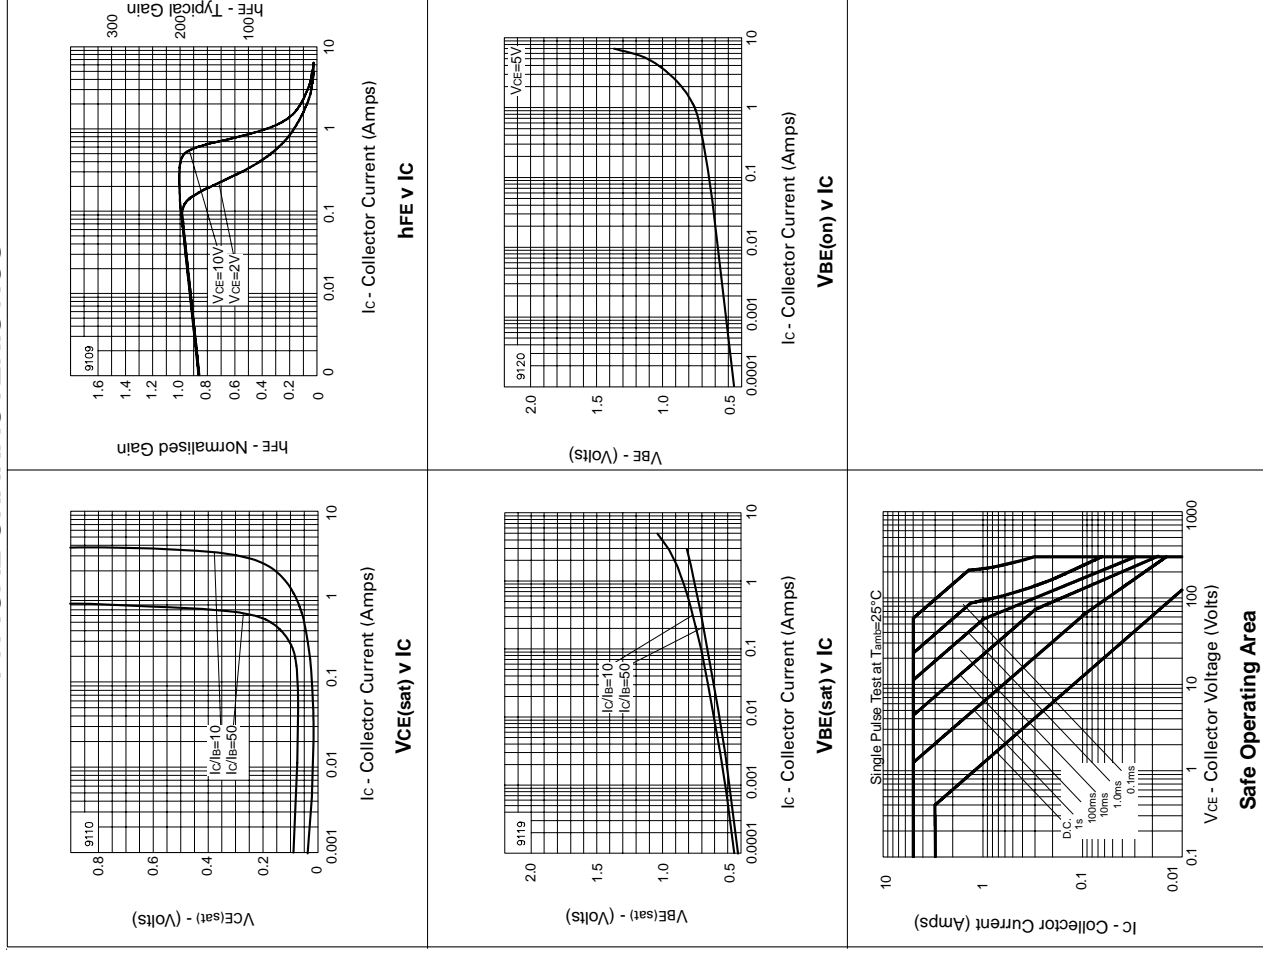 VCE(sat) - (Volts)
0.8
0.6
0.4
0.2
0
9110
IC/IB=10
IC/IB=50
0.001
0.01
0.1
1
10
IC - Collector Current (Amps)
VCE(sat) v IC
hFE - Normalised Gain
1.6
1.4
1.2
1.0
0.8
0.6
0.4
0.2
0
9109
VCE=10V
VCE=2V
300
200
100
hFE - Typical Gain
0
0.01
0.1
1
10
IC - Collector Current (Amps)
hFE v IC
VBE(sat) - (Volts)
2.0
1.5
1.0
0.5
9119
IC/IB=10
IC/IB=50
0.0001
0.001
0.01
0.1
1
10
IC - Collector Current (Amps)
VBE(sat) v IC
VBE - (Volts)
2.0
1.5
1.0
0.5
9120
VCE=5V
0.0001
0.001
0.01
0.1
1
10
IC - Collector Current (Amps)
VBE(on) v IC
IC - Collector Current (Amps)
Single Pulse Test at Tamb=25°C
10
1
0.1
0.01
D.C.
1s
100ms
10ms
1.0ms
0.1ms
0.1
1
10
100
1000
VCE - Collector Voltage (Volts)
Safe Operating Area